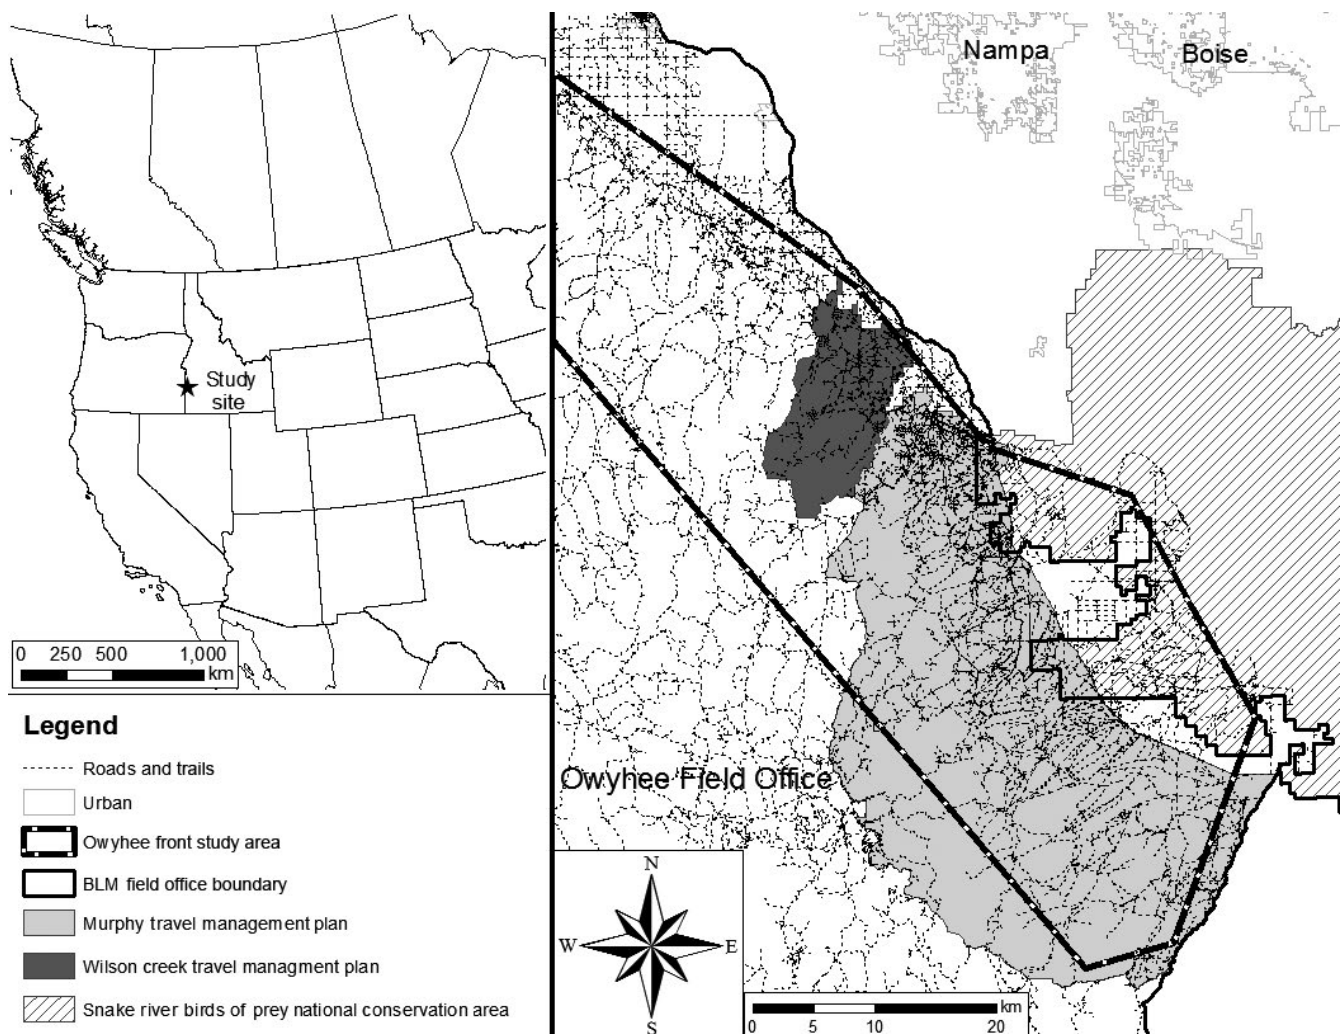 Nampa
Boise
Study
site
0 250 500 1,000
km
Legend
Roads and trails
Urban
Owyhee front study area
BLM field office boundary
Murphy travel management plan
Wilson creek travel managment plan
Snake river birds of prey national conservation area
Owyhee Field Office
N
W
E
S
km
0 5 10 20